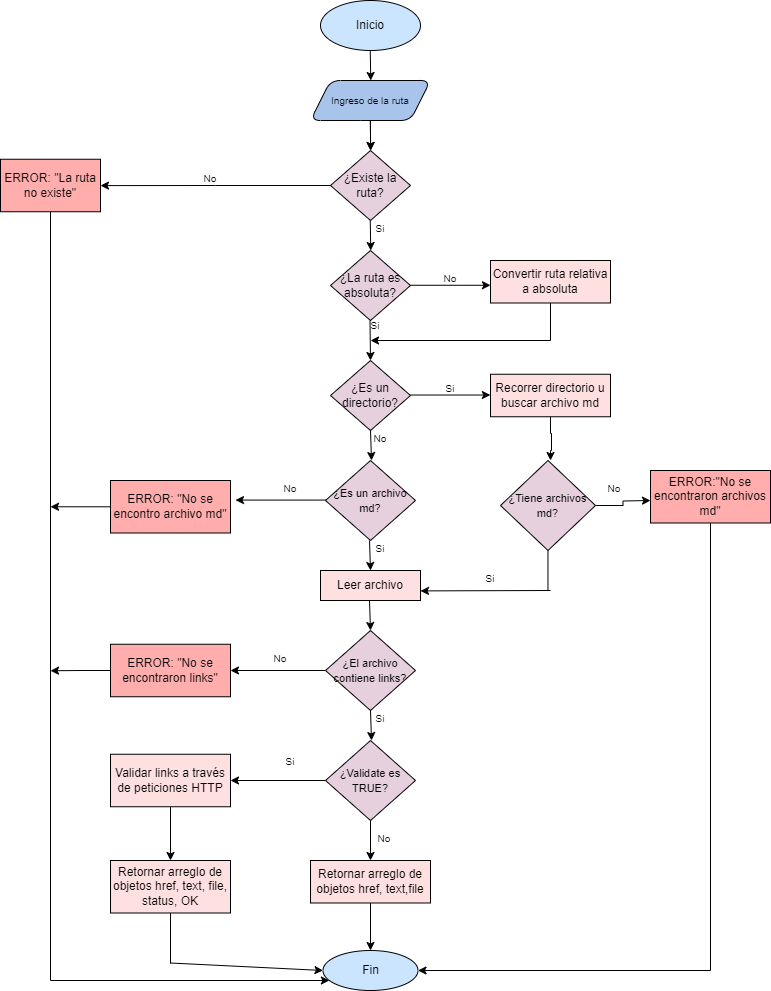 Inicio
Ingreso de la ruta
¿Existe la
ruta?
No
ERROR: "La ruta
no existe"
Si
¿La ruta es
absoluta?
No
Convertir ruta relativa
a absoluta
Si
¿Es un
directorio?
Si
Recorrer directorio u
buscar archivo md
No
¿Es un archivo
md?
No
ERROR: "No se
encontro archivo md"
¿Tiene archivos
md?
No
ERROR:"No se
encontraron archivos
md"
Si
Si
Leer archivo
¿El archivo
contiene links?
No
ERROR: "No se
encontraron links"
Si
¿Validate es
TRUE?
Si
Validar links a través
de peticiones HTTP
No
Retornar arreglo de
objetos href, text, file,
status, OK
Retornar arreglo de
objetos href, text,file
Fin